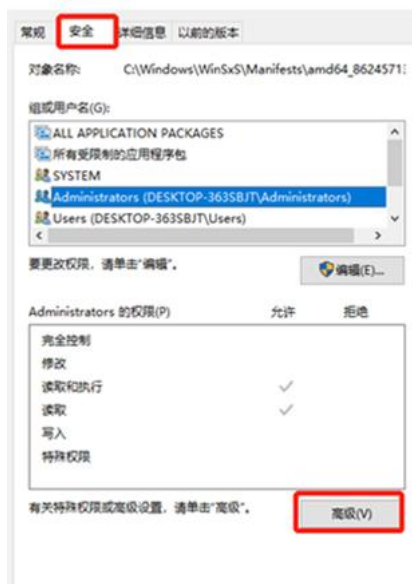 常规 安全 详细信息 以前的版本
对象名称: C:\Windows\WinSxS\Manifests\amd64_8624571
组或用户名(G):
ALL APPLICATION PACKAGES
所有受限制的应用程序包
SYSTEM
Administrators (DESKTOP-363SBJT\Administrators)
Users (DESKTOP-363SBJT\Users)
要更改权限，请单击"编辑"。
编辑(E)...
Administrators 的权限(P) 允许 拒绝
完全控制
修改
读取和执行
读取
写入
特殊权限
有关特殊权限或高级设置，请单击"高级"。
高级(V)